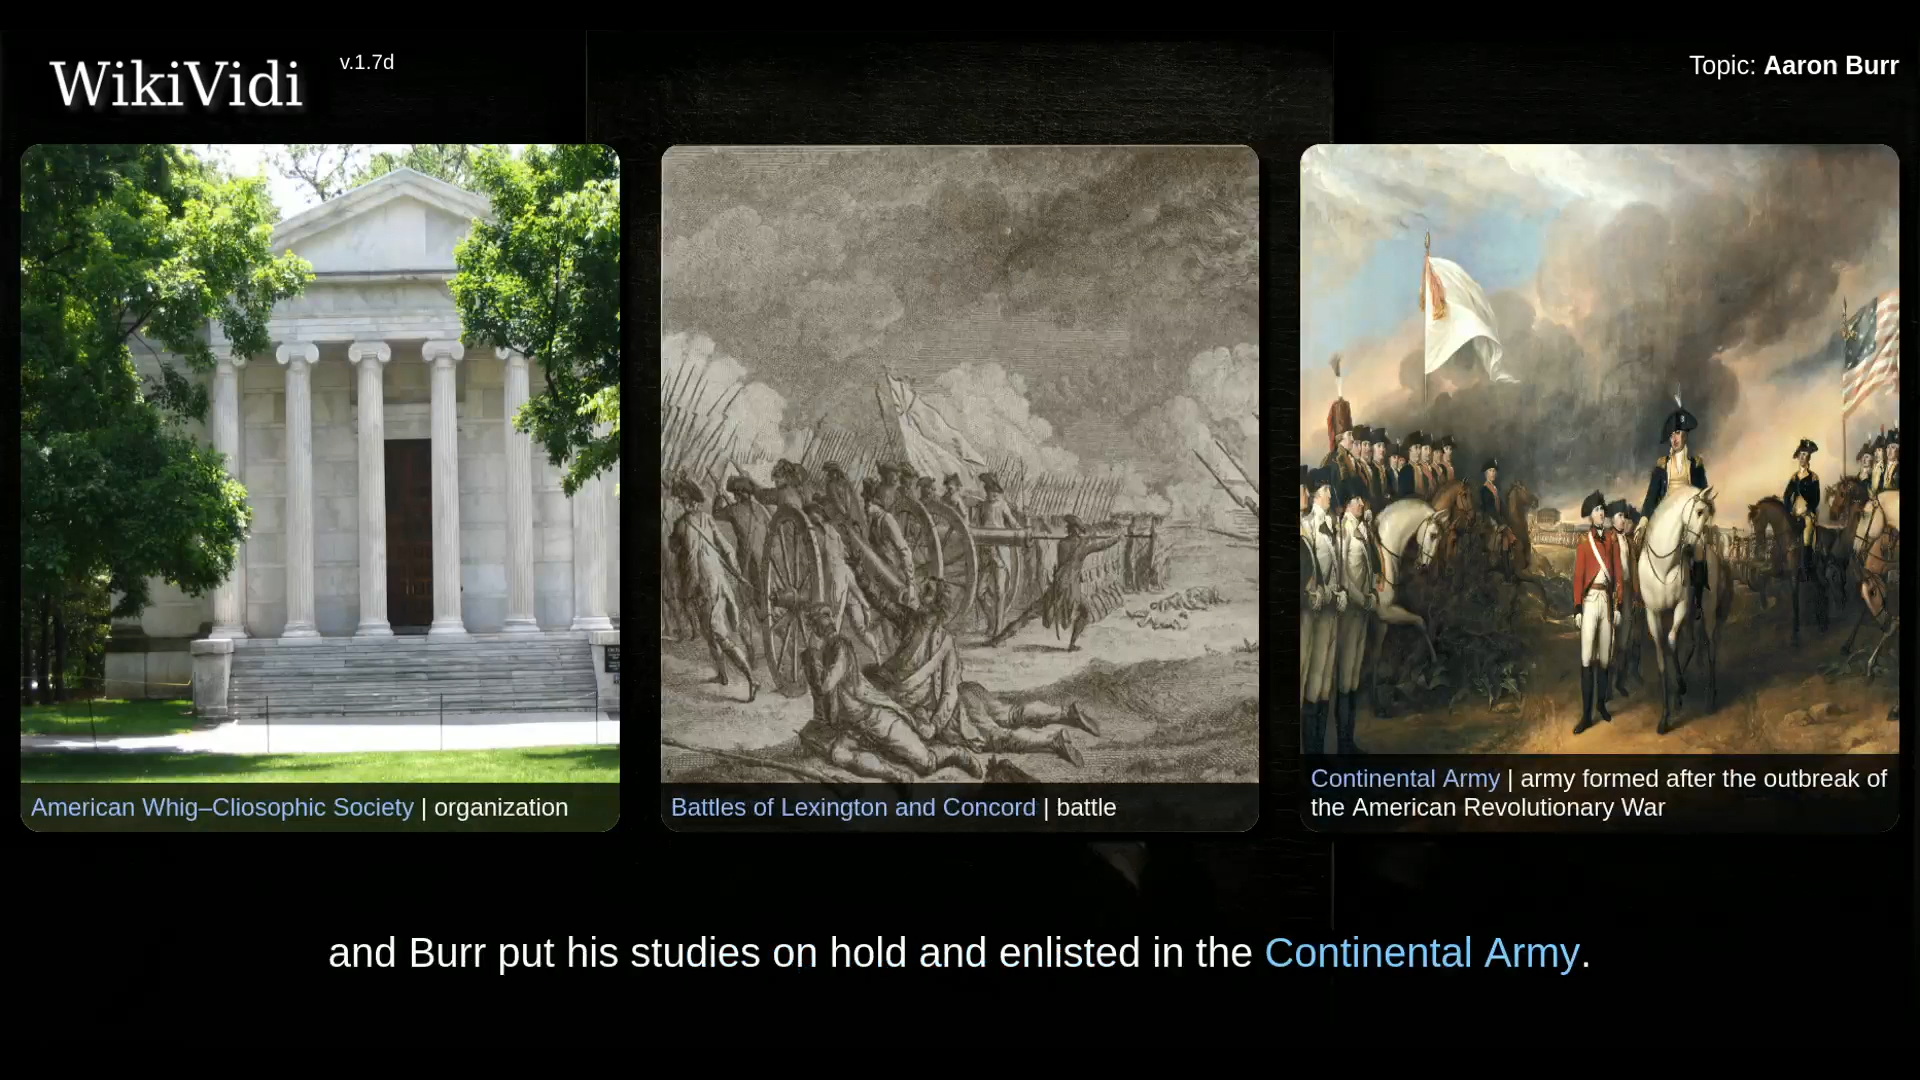 WikiVidi
v.1.7d
Topic: Aaron Burr
American Whig–Cliosophic Society | organization
Battles of Lexington and Concord | battle
Continental Army | army formed after the outbreak of
the American Revolutionary War
and Burr put his studies on hold and enlisted in the Continental Army.